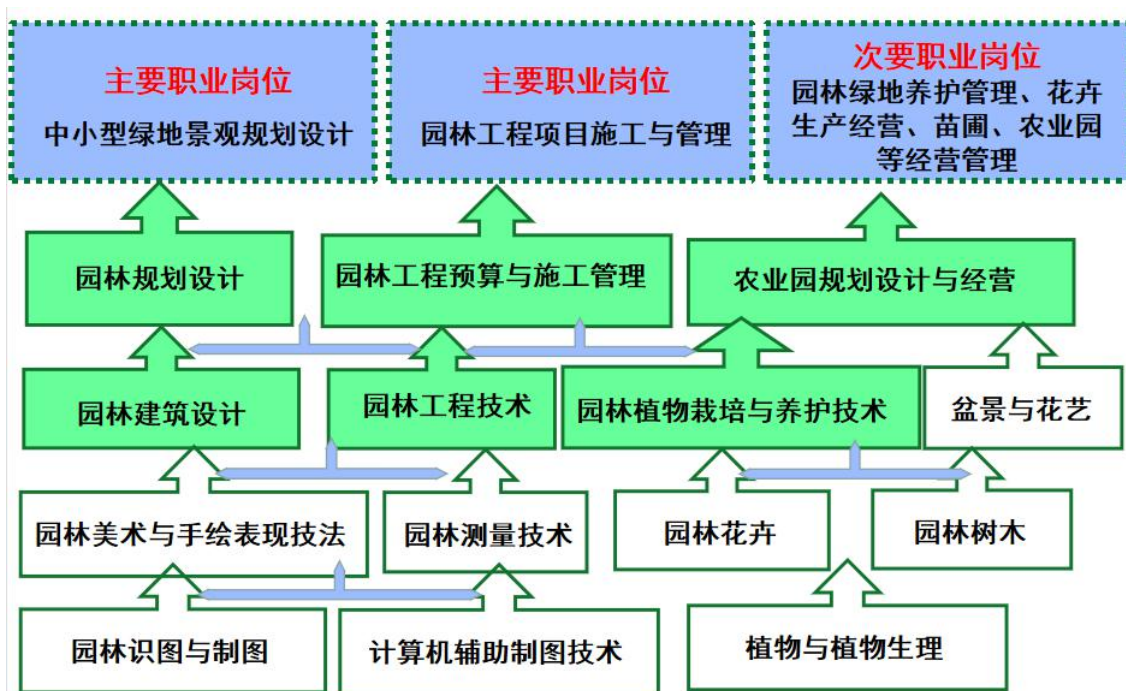 主要职业岗位
中小型绿地景观规划设计
主要职业岗位
园林工程项目施工与管理
次要职业岗位
园林绿地养护管理、花卉
生产经营、苗圃、农业园
等经营管理
园林规划设计
园林工程预算与施工管理
农业园规划设计与经营
园林建筑设计
园林工程技术
园林植物栽培与养护技术
盆景与花艺
园林美术与手绘表现技法
园林测量技术
园林花卉
园林树木
园林识图与制图
计算机辅助制图技术
植物与植物生理